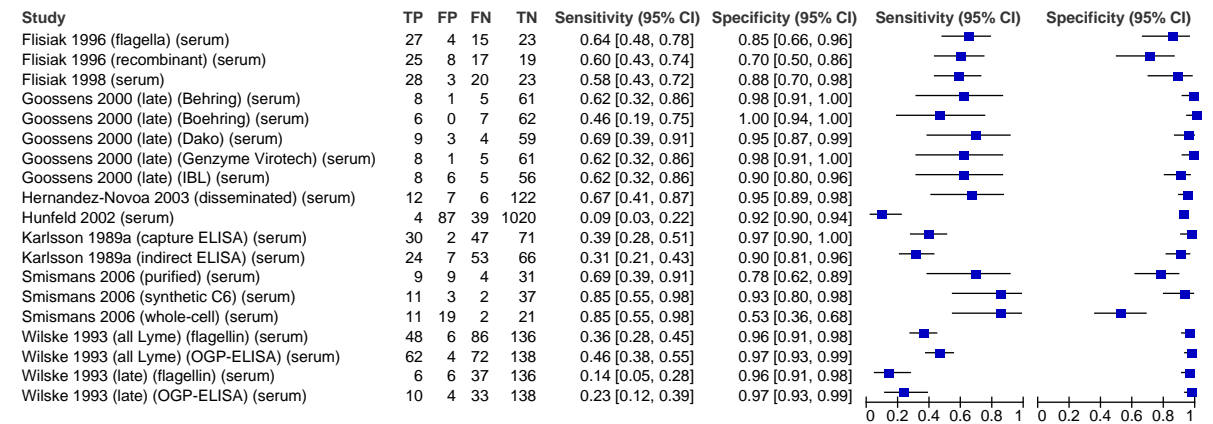 Study TP FP FN TN Sensitivity (95% CI) Specificity (95% CI) Sensitivity (95% CI) Specificity (95% CI)
Flisiak 1996 (flagella) (serum) 27 4 15 23 0.64 [0.48, 0.78] 0.85 [0.66, 0.96]
Flisiak 1996 (recombinant) (serum) 25 8 17 19 0.60 [0.43, 0.74] 0.70 [0.50, 0.86]
Flisiak 1998 (serum) 28 3 20 23 0.58 [0.43, 0.72] 0.88 [0.70, 0.98]
Goossens 2000 (late) (Behring) (serum) 8 1 5 61 0.62 [0.32, 0.86] 0.98 [0.91, 1.00]
Goossens 2000 (late) (Boehring) (serum) 6 0 7 62 0.46 [0.19, 0.75] 1.00 [0.94, 1.00]
Goossens 2000 (late) (Dako) (serum) 9 3 4 59 0.69 [0.39, 0.91] 0.95 [0.87, 0.99]
Goossens 2000 (late) (Genzyme Virotech) (serum) 8 1 5 61 0.62 [0.32, 0.86] 0.98 [0.91, 1.00]
Goossens 2000 (late) (IBL) (serum) 8 6 5 56 0.62 [0.32, 0.86] 0.90 [0.80, 0.96]
Hernandez-Novoa 2003 (disseminated) (serum) 12 7 6 122 0.67 [0.41, 0.87] 0.95 [0.89, 0.98]
Hunfeld 2002 (serum) 4 87 39 1020 0.09 [0.03, 0.22] 0.92 [0.90, 0.94]
Karlsson 1989a (capture ELISA) (serum) 30 2 47 71 0.39 [0.28, 0.51] 0.97 [0.90, 1.00]
Karlsson 1989a (indirect ELISA) (serum) 24 7 53 66 0.31 [0.21, 0.43] 0.90 [0.81, 0.96]
Smismans 2006 (purified) (serum) 9 9 4 31 0.69 [0.39, 0.91] 0.78 [0.62, 0.89]
Smismans 2006 (synthetic C6) (serum) 11 3 2 37 0.85 [0.55, 0.98] 0.93 [0.80, 0.98]
Smismans 2006 (whole-cell) (serum) 11 19 2 21 0.85 [0.55, 0.98] 0.53 [0.36, 0.68]
Wilske 1993 (all Lyme) (flagellin) (serum) 48 6 86 136 0.36 [0.28, 0.45] 0.96 [0.91, 0.98]
Wilske 1993 (all Lyme) (OGP-ELISA) (serum) 62 4 72 138 0.46 [0.38, 0.55] 0.97 [0.93, 0.99]
Wilske 1993 (late) (flagellin) (serum) 6 6 37 136 0.14 [0.05, 0.28] 0.96 [0.91, 0.98]
Wilske 1993 (late) (OGP-ELISA) (serum) 10 4 33 138 0.23 [0.12, 0.39] 0.97 [0.93, 0.99]
0 0.2 0.4 0.6 0.8 1 0 0.2 0.4 0.6 0.8 1